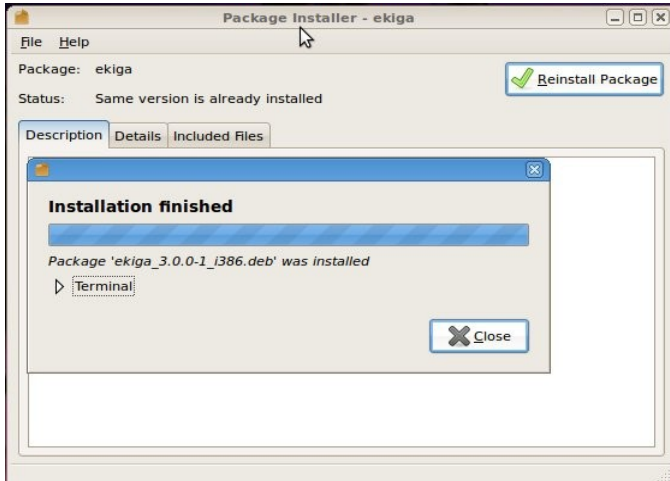 Package Installer - ekiga
File Help
Package: ekiga
Reinstall Package
Status: Same version is already installed
Description Details Included Files
Installation finished
Package 'ekiga_3.0.0-1_i386.deb' was installed
Terminal
Close